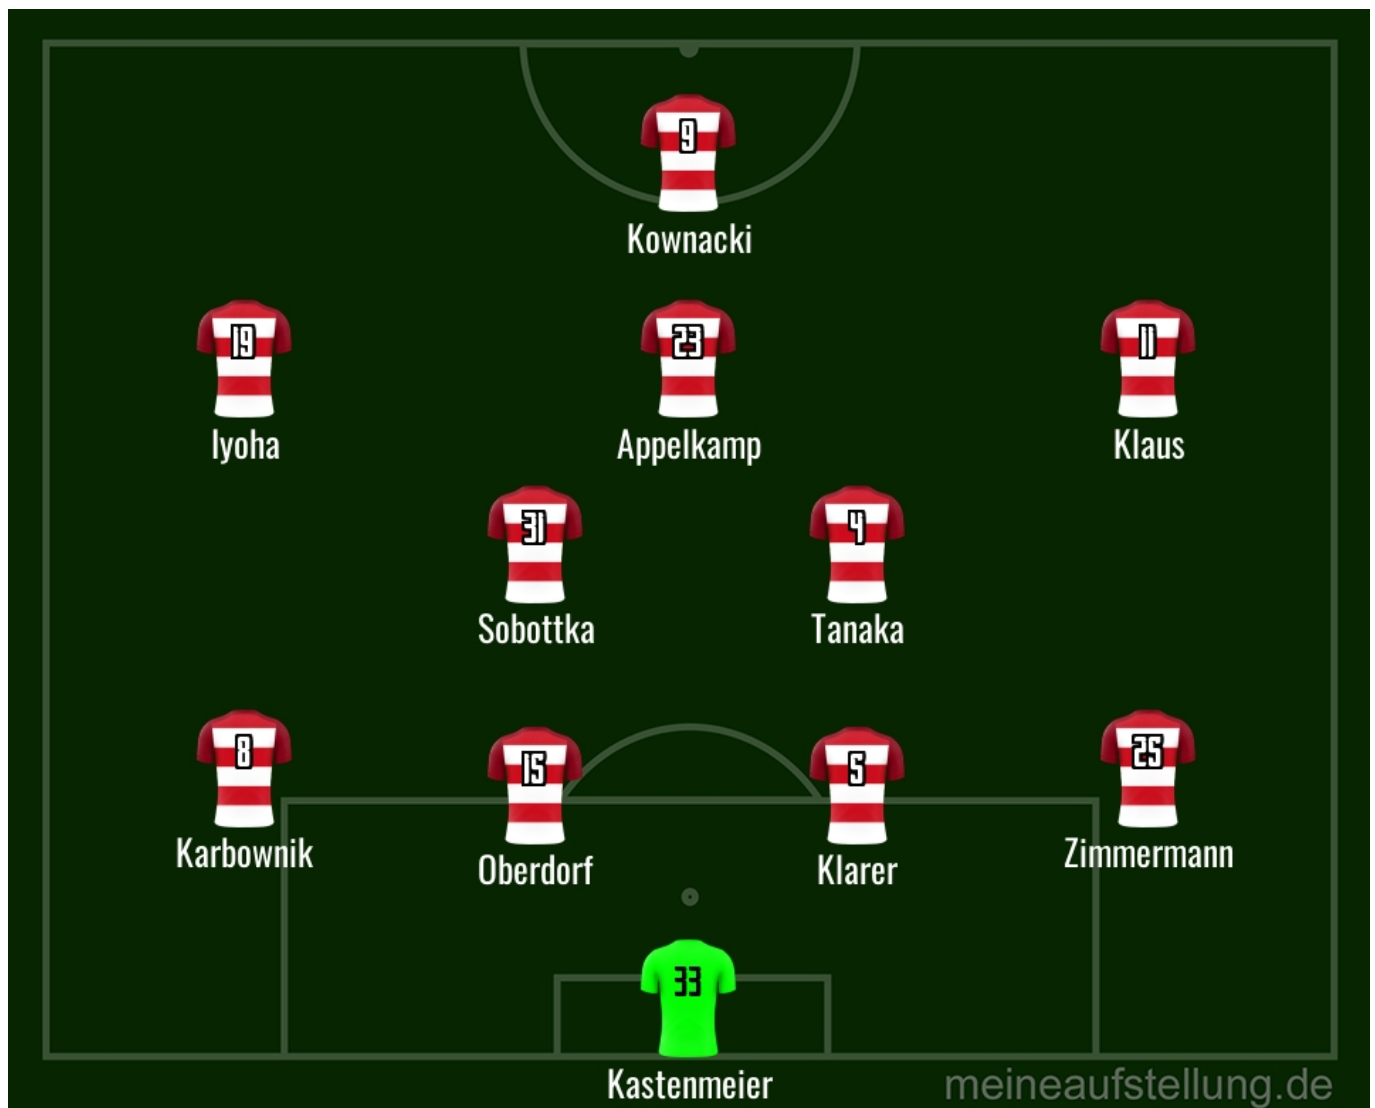 9
Kownacki
19
23
11
Iyoha
Appelkamp
Klaus
31
4
Sobottka
Tanaka
8
15
5
25
Karbownik
Oberdorf
Klarer
Zimmermann
33
Kastenmeier
meineaufstellung.de